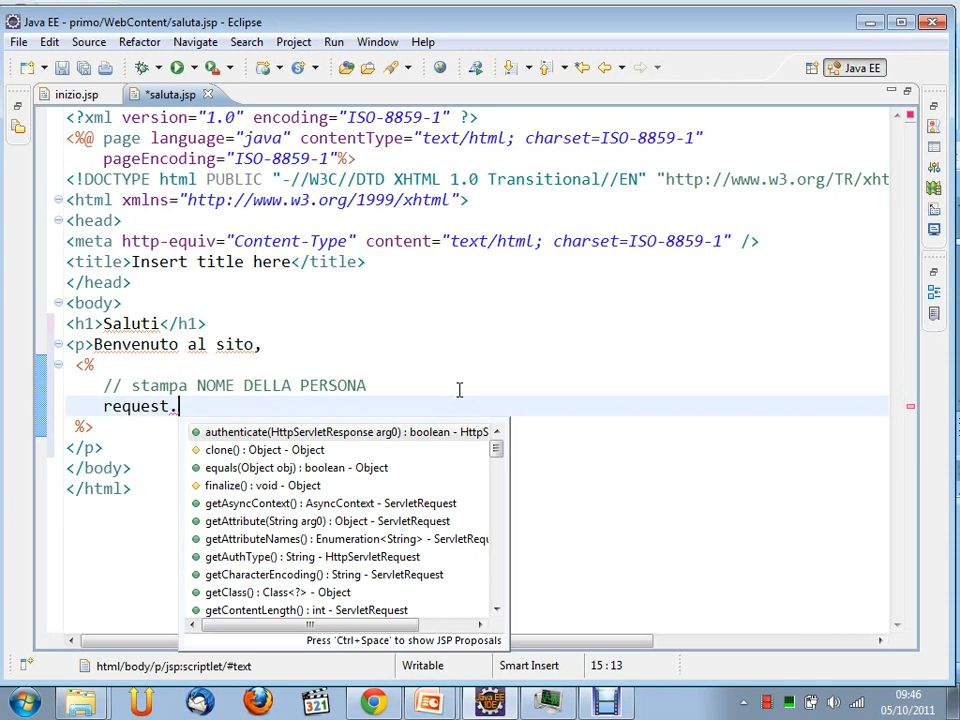 Java EE - primo/WebContent/saluta.jsp - Eclipse
File Edit Source Refactor Navigate Search Project Run Window Help
Java EE
inizo.jsp *saluta.jsp
<?xml version="1.0" encoding="ISO-8859-1" ?>
<%@ page language="java" contentType="text/html; charset=ISO-8859-1"
pageEncoding="ISO-8859-1"%>
<!DOCTYPE html PUBLIC "-//W3C//DTD XHTML 1.0 Transitional//EN" "http://www.w3.org/TR/xht
<html xmlns="http://www.w3.org/1999/xhtml">
<head>
<meta http-equiv="Content-Type" content="text/html; charset=ISO-8859-1" />
<title>Insert title here</title>
</head>
<body>
<h1>Saluti</h1>
<p>Benvenuto al sito,
<%
// stampa NOME DELLA PERSONA
request.
%>
</p>
</body>
</html>
authenticate(HttpServletResponse arg0) : boolean - HttpS
clone() : Object - Object
equals(Object obj) : boolean - Object
finalize() : void - Object
getAsyncContext() : AsyncContext - ServletRequest
getAttribute(String arg0) : Object - ServletRequest
getAttributeNames() : Enumeration<String> - ServletRequ
getAuthType() : String - HttpServletRequest
getCharacterEncoding() : String - ServletRequest
getClass() : Class<?> - Object
getContentLength() : int - ServletRequest
Press 'Ctrl+Space' to show JSP Proposals
html/body/p/jsp:scriptlet/#text Writable Smart Insert 15 : 13
321
Java EE IDE
09:46
05/10/2011